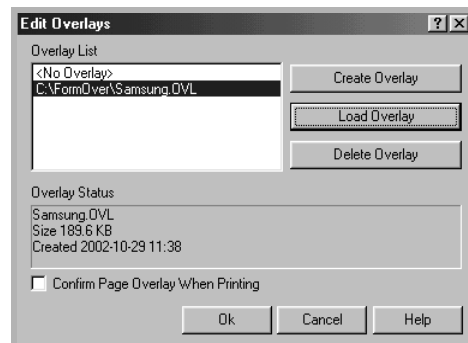 Edit Overlays
Overlay List
<No Overlay>
C:\FormOver\Samsung.OVL
Create Overlay
Load Overlay
Delete Overlay
Overlay Status
Samsung.OVL
Size 189.6 KB
Created 2002-10-29 11:38
Confirm Page Overlay When Printing
Ok Cancel Help